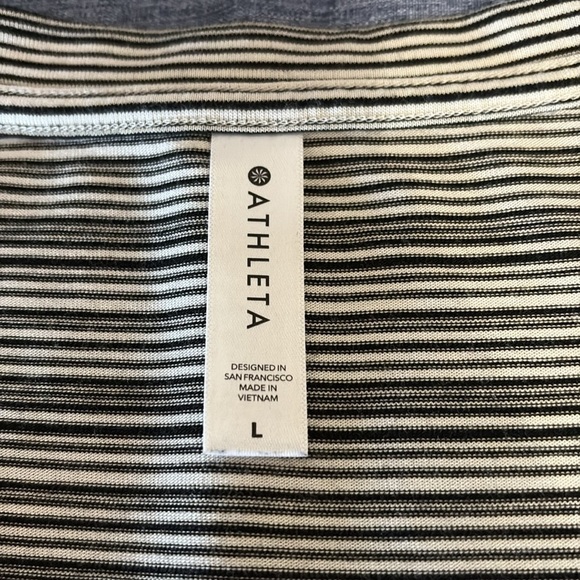 ATHLETA
DESIGNED IN
SAN FRANCISCO
MADE IN
VIETNAM
L